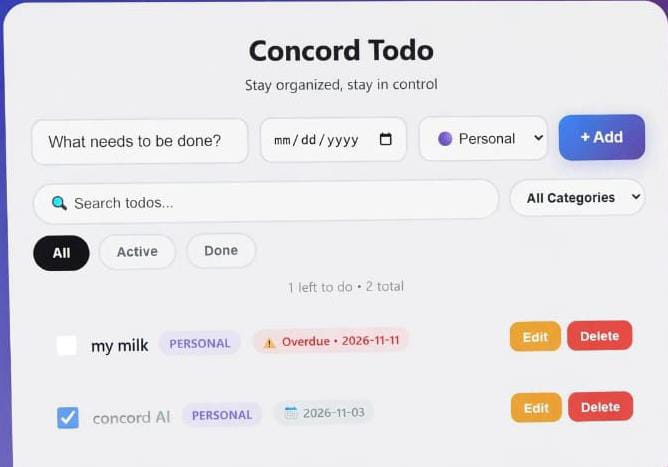 Concord Todo
Stay organized, stay in control
What needs to be done? mm/dd/yyyy Personal + Add
Search todos... All Categories
All Active Done
1 left to do • 2 total
my milk PERSONAL Overdue • 2026-11-11 Edit Delete
concord AI PERSONAL 2026-11-03 Edit Delete